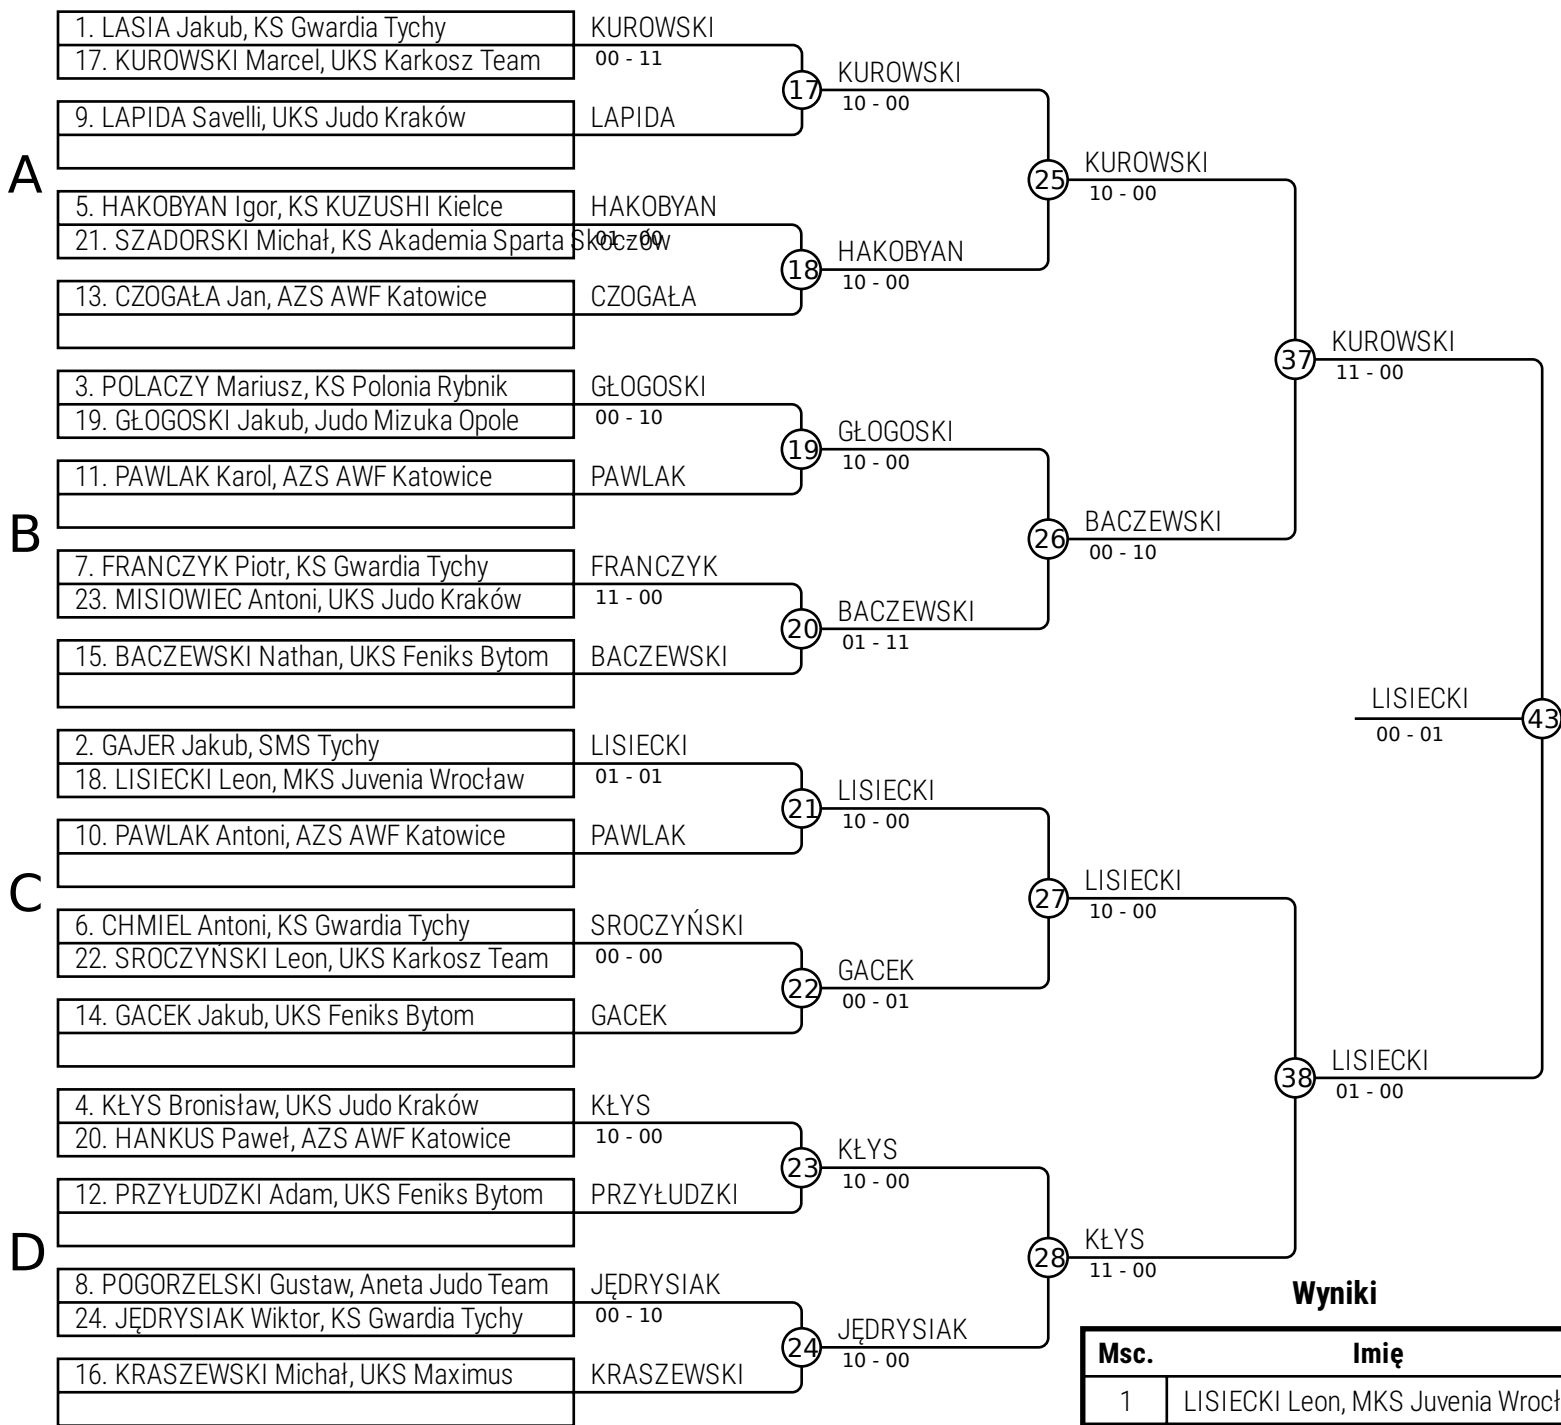 1. LASIA Jakub, KS Gwardia Tychy
17. KUROWSKI Marcel, UKS Karkosz Team
KUROWSKI
00 - 11
9. LAPIDA Savelli, UKS Judo Kraków
LAPIDA
17
KUROWSKI
10 - 00
A
5. HAKOBYAN Igor, KS KUZUSHI Kielce
21. SZADORSKI Michał, KS Akademia Sparta Skoczów
HAKOBYAN
01 - 00
13. CZOGAŁA Jan, AZS AWF Katowice
CZOGAŁA
18
HAKOBYAN
10 - 00
25
KUROWSKI
10 - 00
3. POLACZY Mariusz, KS Polonia Rybnik
19. GŁOGOSKI Jakub, Judo Mizuka Opole
GŁOGOSKI
00 - 10
11. PAWLAK Karol, AZS AWF Katowice
PAWLAK
19
GŁOGOSKI
10 - 00
B
7. FRANCZYK Piotr, KS Gwardia Tychy
23. MISIOWIEC Antoni, UKS Judo Kraków
FRANCZYK
11 - 00
15. BACZEWSKI Nathan, UKS Feniks Bytom
BACZEWSKI
20
BACZEWSKI
01 - 11
26
BACZEWSKI
00 - 10
37
KUROWSKI
11 - 00
2. GAJER Jakub, SMS Tychy
18. LISIECKI Leon, MKS Juvenia Wrocław
LISIECKI
01 - 01
10. PAWLAK Antoni, AZS AWF Katowice
PAWLAK
21
LISIECKI
10 - 00
C
6. CHMIEL Antoni, KS Gwardia Tychy
22. SROCZYŃSKI Leon, UKS Karkosz Team
SROCZYŃSKI
00 - 00
14. GACEK Jakub, UKS Feniks Bytom
GACEK
22
GACEK
00 - 01
27
LISIECKI
10 - 00
4. KŁYS Bronisław, UKS Judo Kraków
20. HANKUS Paweł, AZS AWF Katowice
KŁYS
10 - 00
12. PRZYŁUDZKI Adam, UKS Feniks Bytom
PRZYŁUDZKI
23
KŁYS
10 - 00
D
8. POGORZELSKI Gustaw, Aneta Judo Team
24. JĘDRYSIAK Wiktor, KS Gwardia Tychy
JĘDRYSIAK
00 - 10
16. KRASZEWSKI Michał, UKS Maximus
KRASZEWSKI
24
JĘDRYSIAK
10 - 00
28
KŁYS
11 - 00
38
LISIECKI
01 - 00
LISIECKI
00 - 01
43
Wyniki
Msc. Imię
1 LISIECKI Leon, MKS Juvenia Wrocł